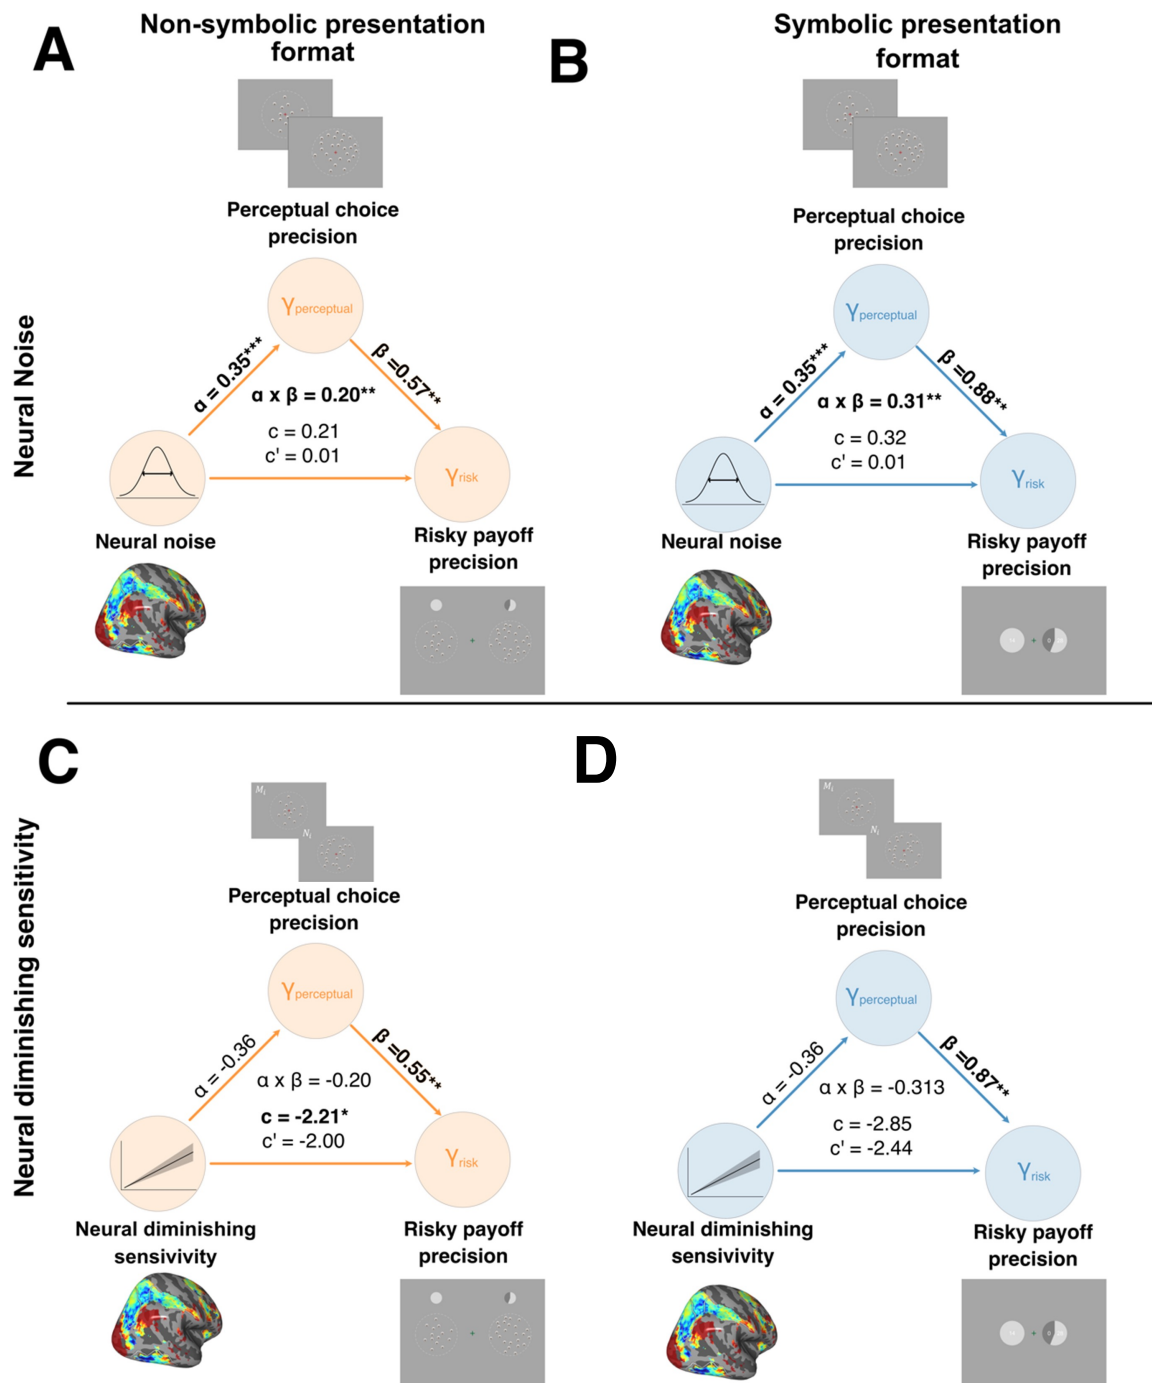 A
Non-symbolic presentation
format
B
Symbolic presentation
format
Neural Noise
Perceptual choice
precision
γperceptual
α = 0.35***
β =0.57**
α x β = 0.20**
c = 0.21
c' = 0.01
γrisk
Neural noise
Risky payoff
precision
Perceptual choice
precision
γperceptual
α = 0.35***
β =0.88**
α x β = 0.31**
c = 0.32
c' = 0.01
γrisk
Neural noise
Risky payoff
precision
C
D
Neural diminishing sensitivity
Mi
Ni
Perceptual choice
precision
γperceptual
α = -0.36
β =0.55**
α x β = -0.20
c = -2.21*
c' = -2.00
γrisk
Neural diminishing
sensivivity
Risky payoff
precision
Mi
Ni
Perceptual choice
precision
γperceptual
α = -0.36
β =0.87**
α x β = -0.313
c = -2.85
c' = -2.44
γrisk
Neural diminishing
sensivivity
Risky payoff
precision